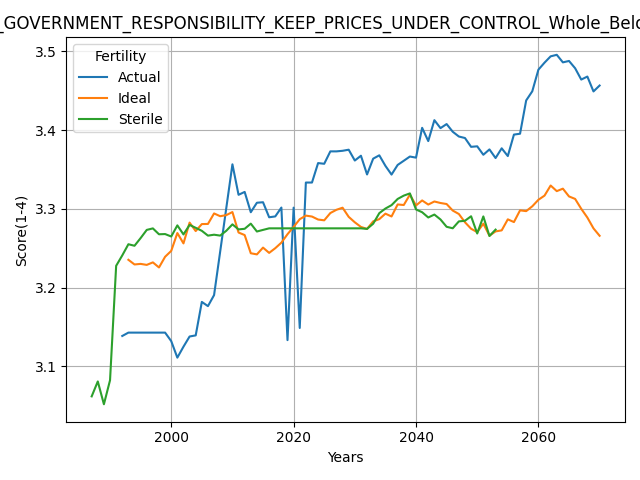 _GOVERNMENT_RESPONSIBILITY_KEEP_PRICES_UNDER_CONTROL_Whole_Belo
3.5
3.4
3.3
3.2
3.1
Score(1-4)
Fertility
Actual
Ideal
Sterile
2000 2020 2040 2060
Years